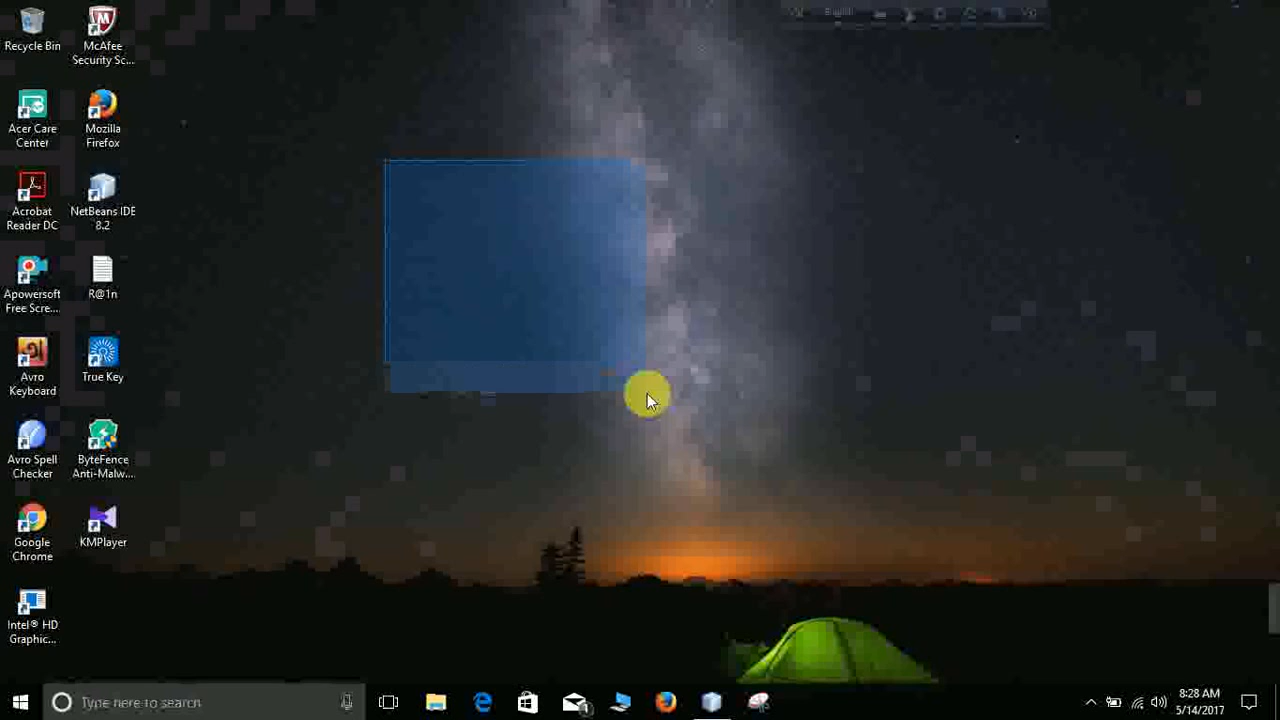 Recycle Bin
McAfee
Security Sc...
Acer Care
Center
Mozilla
Firefox
Acrobat
Reader DC
NetBeans IDE
8.2
Apowersoft
Free Scre...
R@1n
Avro
Keyboard
True Key
Avro Spell
Checker
ByteFence
Anti-Malw...
Google
Chrome
KMPlayer
Intel® HD
Graphic...
Type here to search
1
8:28 AM
5/14/2017